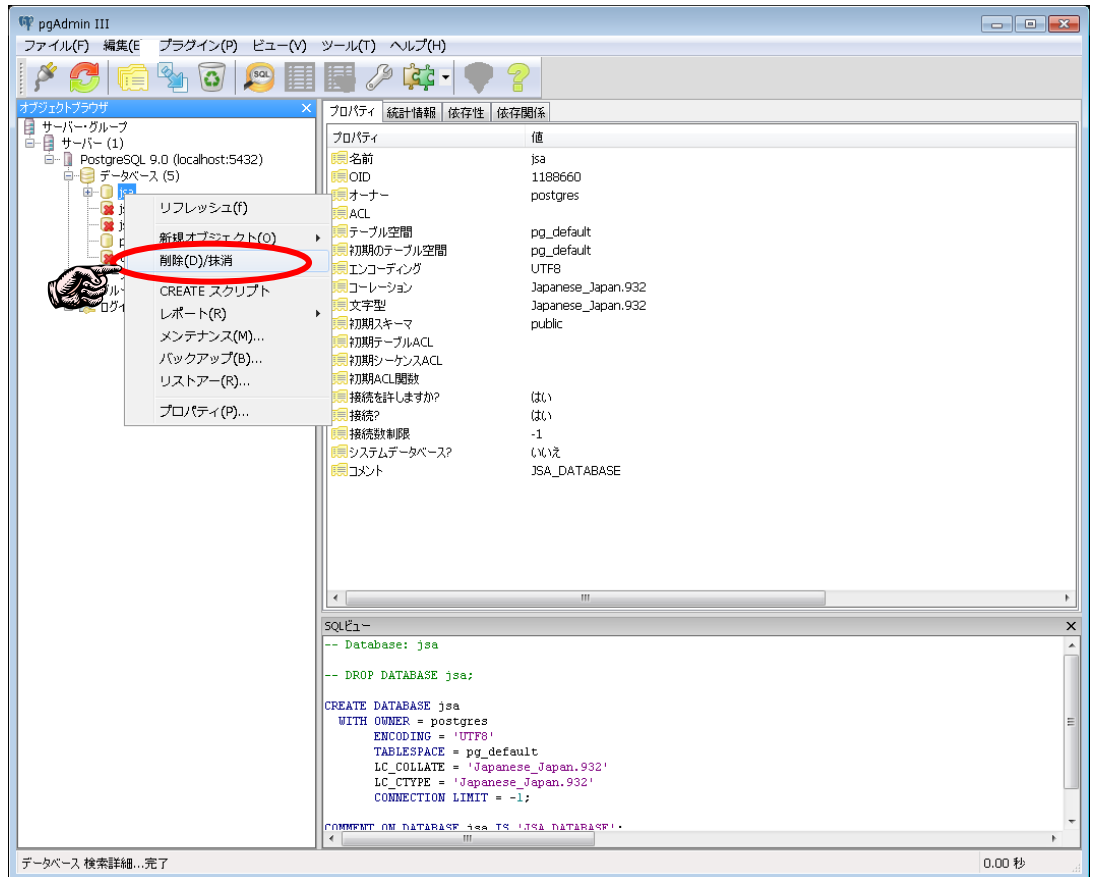 pgAdmin III
ファイル(F) 編集(E プラグイン(P) ビュー(V) ツール(T) ヘルプ(H)
SQL
オブジェクトブラウザ
サーバー・グループ
サーバー (1)
PostgreSQL 9.0 (localhost:5432)
データベース (5)
jsa
リフレッシュ(f)
新規オブジェクト(O)
削除(D)/抹消
CREATE スクリプト
レポート(R)
メンテナンス(M)...
バックアップ(B)...
リストアー(R)...
プロパティ(P)...
プロパティ 統計情報 依存性 依存関係
プロパティ 値
名前 jsa
OID 1188660
オーナー postgres
ACL
テーブル空間 pg_default
初期のテーブル空間 pg_default
エンコーディング UTF8
コーレーション Japanese_Japan.932
文字型 Japanese_Japan.932
初期スキーマ public
初期テーブルACL
初期シーケンスACL
初期ACL関数
接続を許しますか? はい
接続? はい
接続数制限 -1
システムデータベース? いいえ
コメント JSA_DATABASE
SQLビュー
-- Database: jsa
-- DROP DATABASE jsa;
CREATE DATABASE jsa
WITH OWNER = postgres
ENCODING = 'UTF8'
TABLESPACE = pg_default
LC_COLLATE = 'Japanese_Japan.932'
LC_CTYPE = 'Japanese_Japan.932'
CONNECTION LIMIT = -1;
COMMENT ON DATABASE jsa IS 'JSA_DATABASE';
データベース 検索詳細...完了 0.00 秒